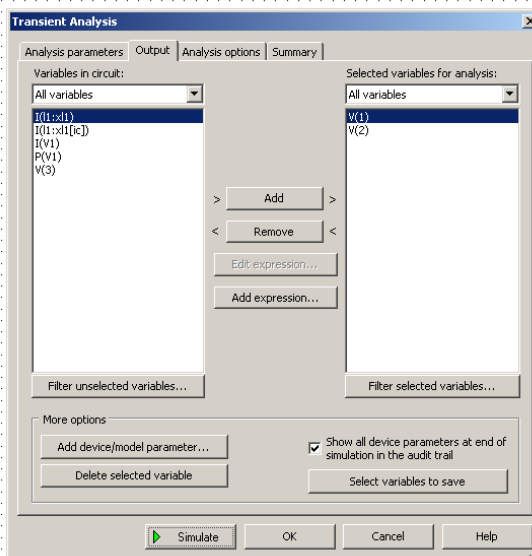 Transient Analysis
Analysis parameters Output Analysis options Summary
Variables in circuit: Selected variables for analysis:
All variables All variables
I(l1:xl1) V(1)
I(l1:xl1[ic]) V(2)
I(V1)
P(V1)
V(3)
> Add >
< Remove <
Edit expression...
Add expression...
Filter unselected variables... Filter selected variables...
More options
Add device/model parameter... Show all device parameters at end of
simulation in the audit trail
Delete selected variable Select variables to save
Simulate OK Cancel Help